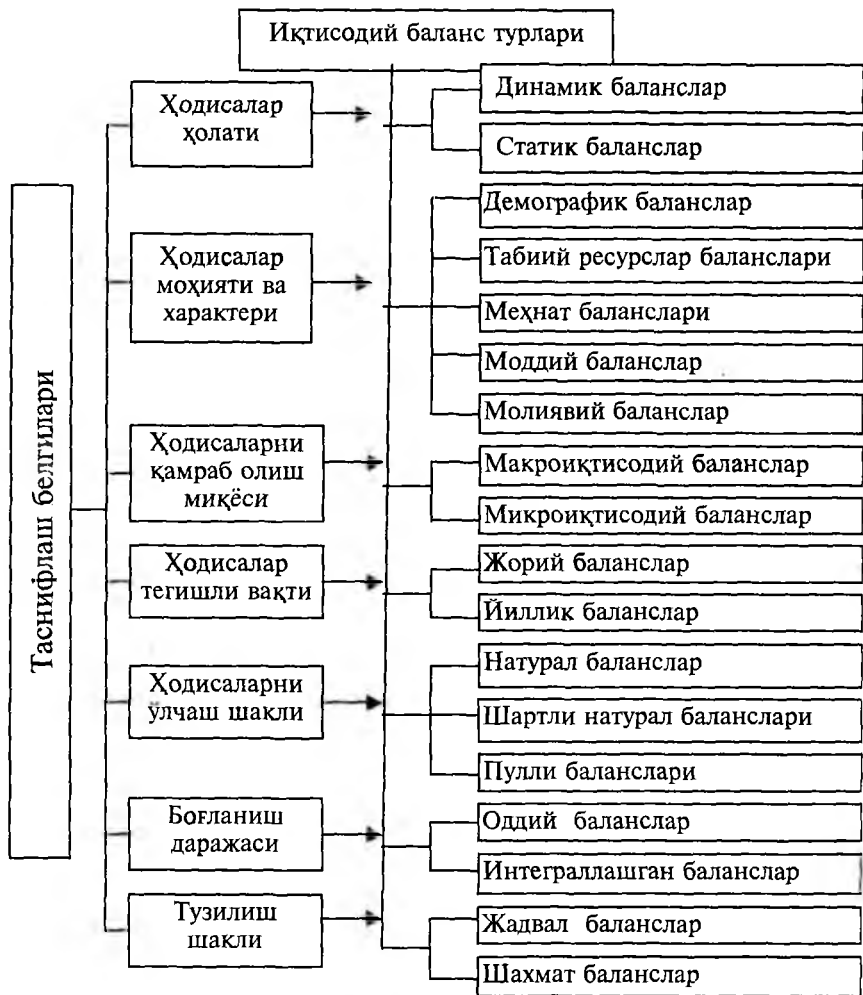 Иқтисодий баланс турлари
Таснифлаш белгилари
Ҳодисалар
ҳолати
Динамик баланслар
Статик баланслар
Ҳодисалар
моҳияти ва
характери
Демографик баланслар
Табиий ресурслар баланслари
Меҳнат баланслари
Моддий баланслар
Молиявий баланслар
Ҳодисаларни
қамраб олиш
миқёси
Макроиқтисодий баланслар
Микроиқтисодий баланслар
Ҳодисалар
тегишли вақти
Жорий баланслар
Йиллик баланслар
Ҳодисаларни
ўлчаш шакли
Натурал баланслар
Шартли натурал баланслари
Пулли баланслари
Боғланиш
даражаси
Оддий баланслар
Интеграллашган баланслар
Тузилиш
шакли
Жадвал баланслар
Шахмат баланслар